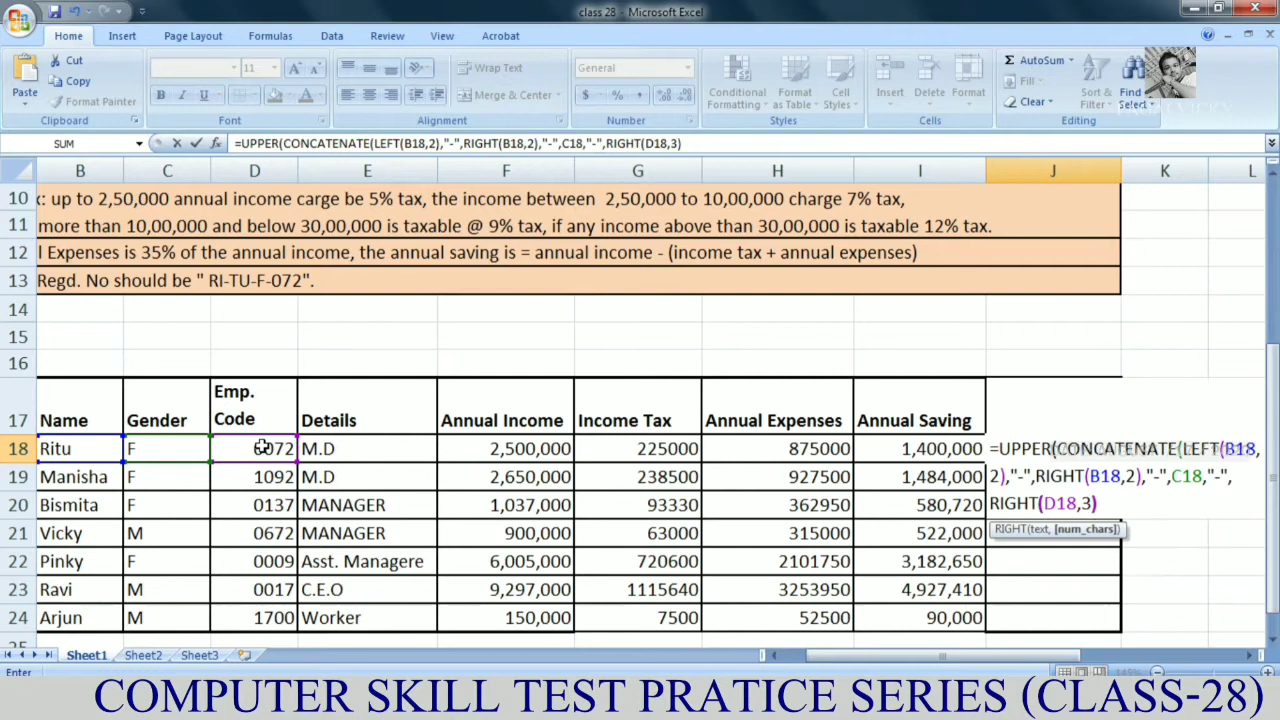 class 28 - Microsoft Excel
Home Insert Page Layout Formulas Data Review View Acrobat
Paste
Cut
Copy
Format Painter
Clipboard
11
B I U
Font
Wrap Text
Merge & Center
Alignment
General
$ % ,
Number
Conditional Formatting
Format as Table
Cell Styles
Styles
Insert Delete Format
Cells
AutoSum
Fill
Clear
Sort &
Find
Select
Editing
SUM =UPPER(CONCATENATE(LEFT(B18,2),"-",RIGHT(B18,2),"-",C18,"-",RIGHT(D18,3)
B C D E F G H I J K L
10 : up to 2,50,000 annual income carge be 5% tax, the income between 2,50,000 to 10,00,000 charge 7% tax,
11 more than 10,00,000 and below 30,00,000 is taxable @ 9% tax, if any income above than 30,00,000 is taxable 12% tax.
12 l Expenses is 35% of the annual income, the annual saving is = annual income - (income tax + annual expenses)
13 Regd. No should be " RI-TU-F-072".
14
15
16
17 Name Gender Emp. Code Details Annual Income Income Tax Annual Expenses Annual Saving
18 Ritu F 0072 M.D 2,500,000 225000 875000 1,400,000 =UPPER(CONCATENATE(LEFT(B18,
2),"-",RIGHT(B18,2),"-",C18,"-",
RIGHT(D18,3)
RIGHT(text, [num_chars])
19 Manisha F 1092 M.D 2,650,000 238500 927500 1,484,000
20 Bismita F 0137 MANAGER 1,037,000 93330 362950 580,720
21 Vicky M 0672 MANAGER 900,000 63000 315000 522,000
22 Pinky F 0009 Asst. Managere 6,005,000 720600 2101750 3,182,650
23 Ravi M 0017 C.E.O 9,297,000 1115640 3253950 4,927,410
24 Arjun M 1700 Worker 150,000 7500 52500 90,000
Sheet1 Sheet2 Sheet3
Enter
COMPUTER SKILL TEST PRATICE SERIES (CLASS-28)